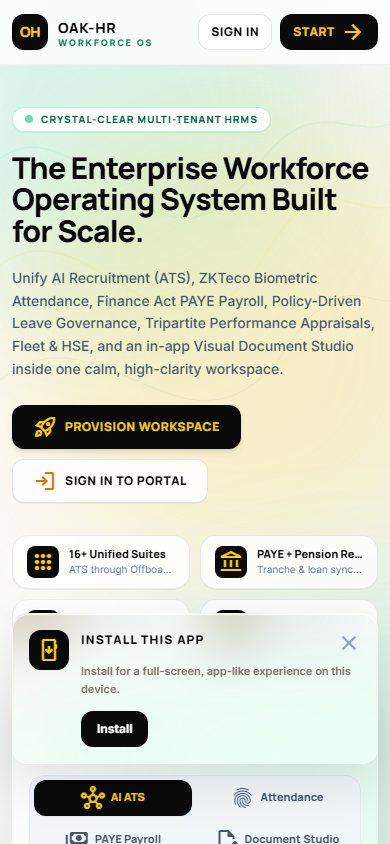 OH
OAK-HR
WORKFORCE OS
SIGN IN
START
CRYSTAL-CLEAR MULTI-TENANT HRMS
The Enterprise Workforce
Operating System Built
for Scale.
Unify AI Recruitment (ATS), ZKTeco Biometric
Attendance, Finance Act PAYE Payroll, Policy-Driven
Leave Governance, Tripartite Performance Appraisals,
Fleet & HSE, and an in-app Visual Document Studio
inside one calm, high-clarity workspace.
PROVISION WORKSPACE
SIGN IN TO PORTAL
16+ Unified Suites
ATS through Offboa...
PAYE + Pension Re...
Tranche & loan sync...
INSTALL THIS APP
Install for a full-screen, app-like experience on this
device.
Install
AI ATS
Attendance
PAYE Payroll
Document Studio